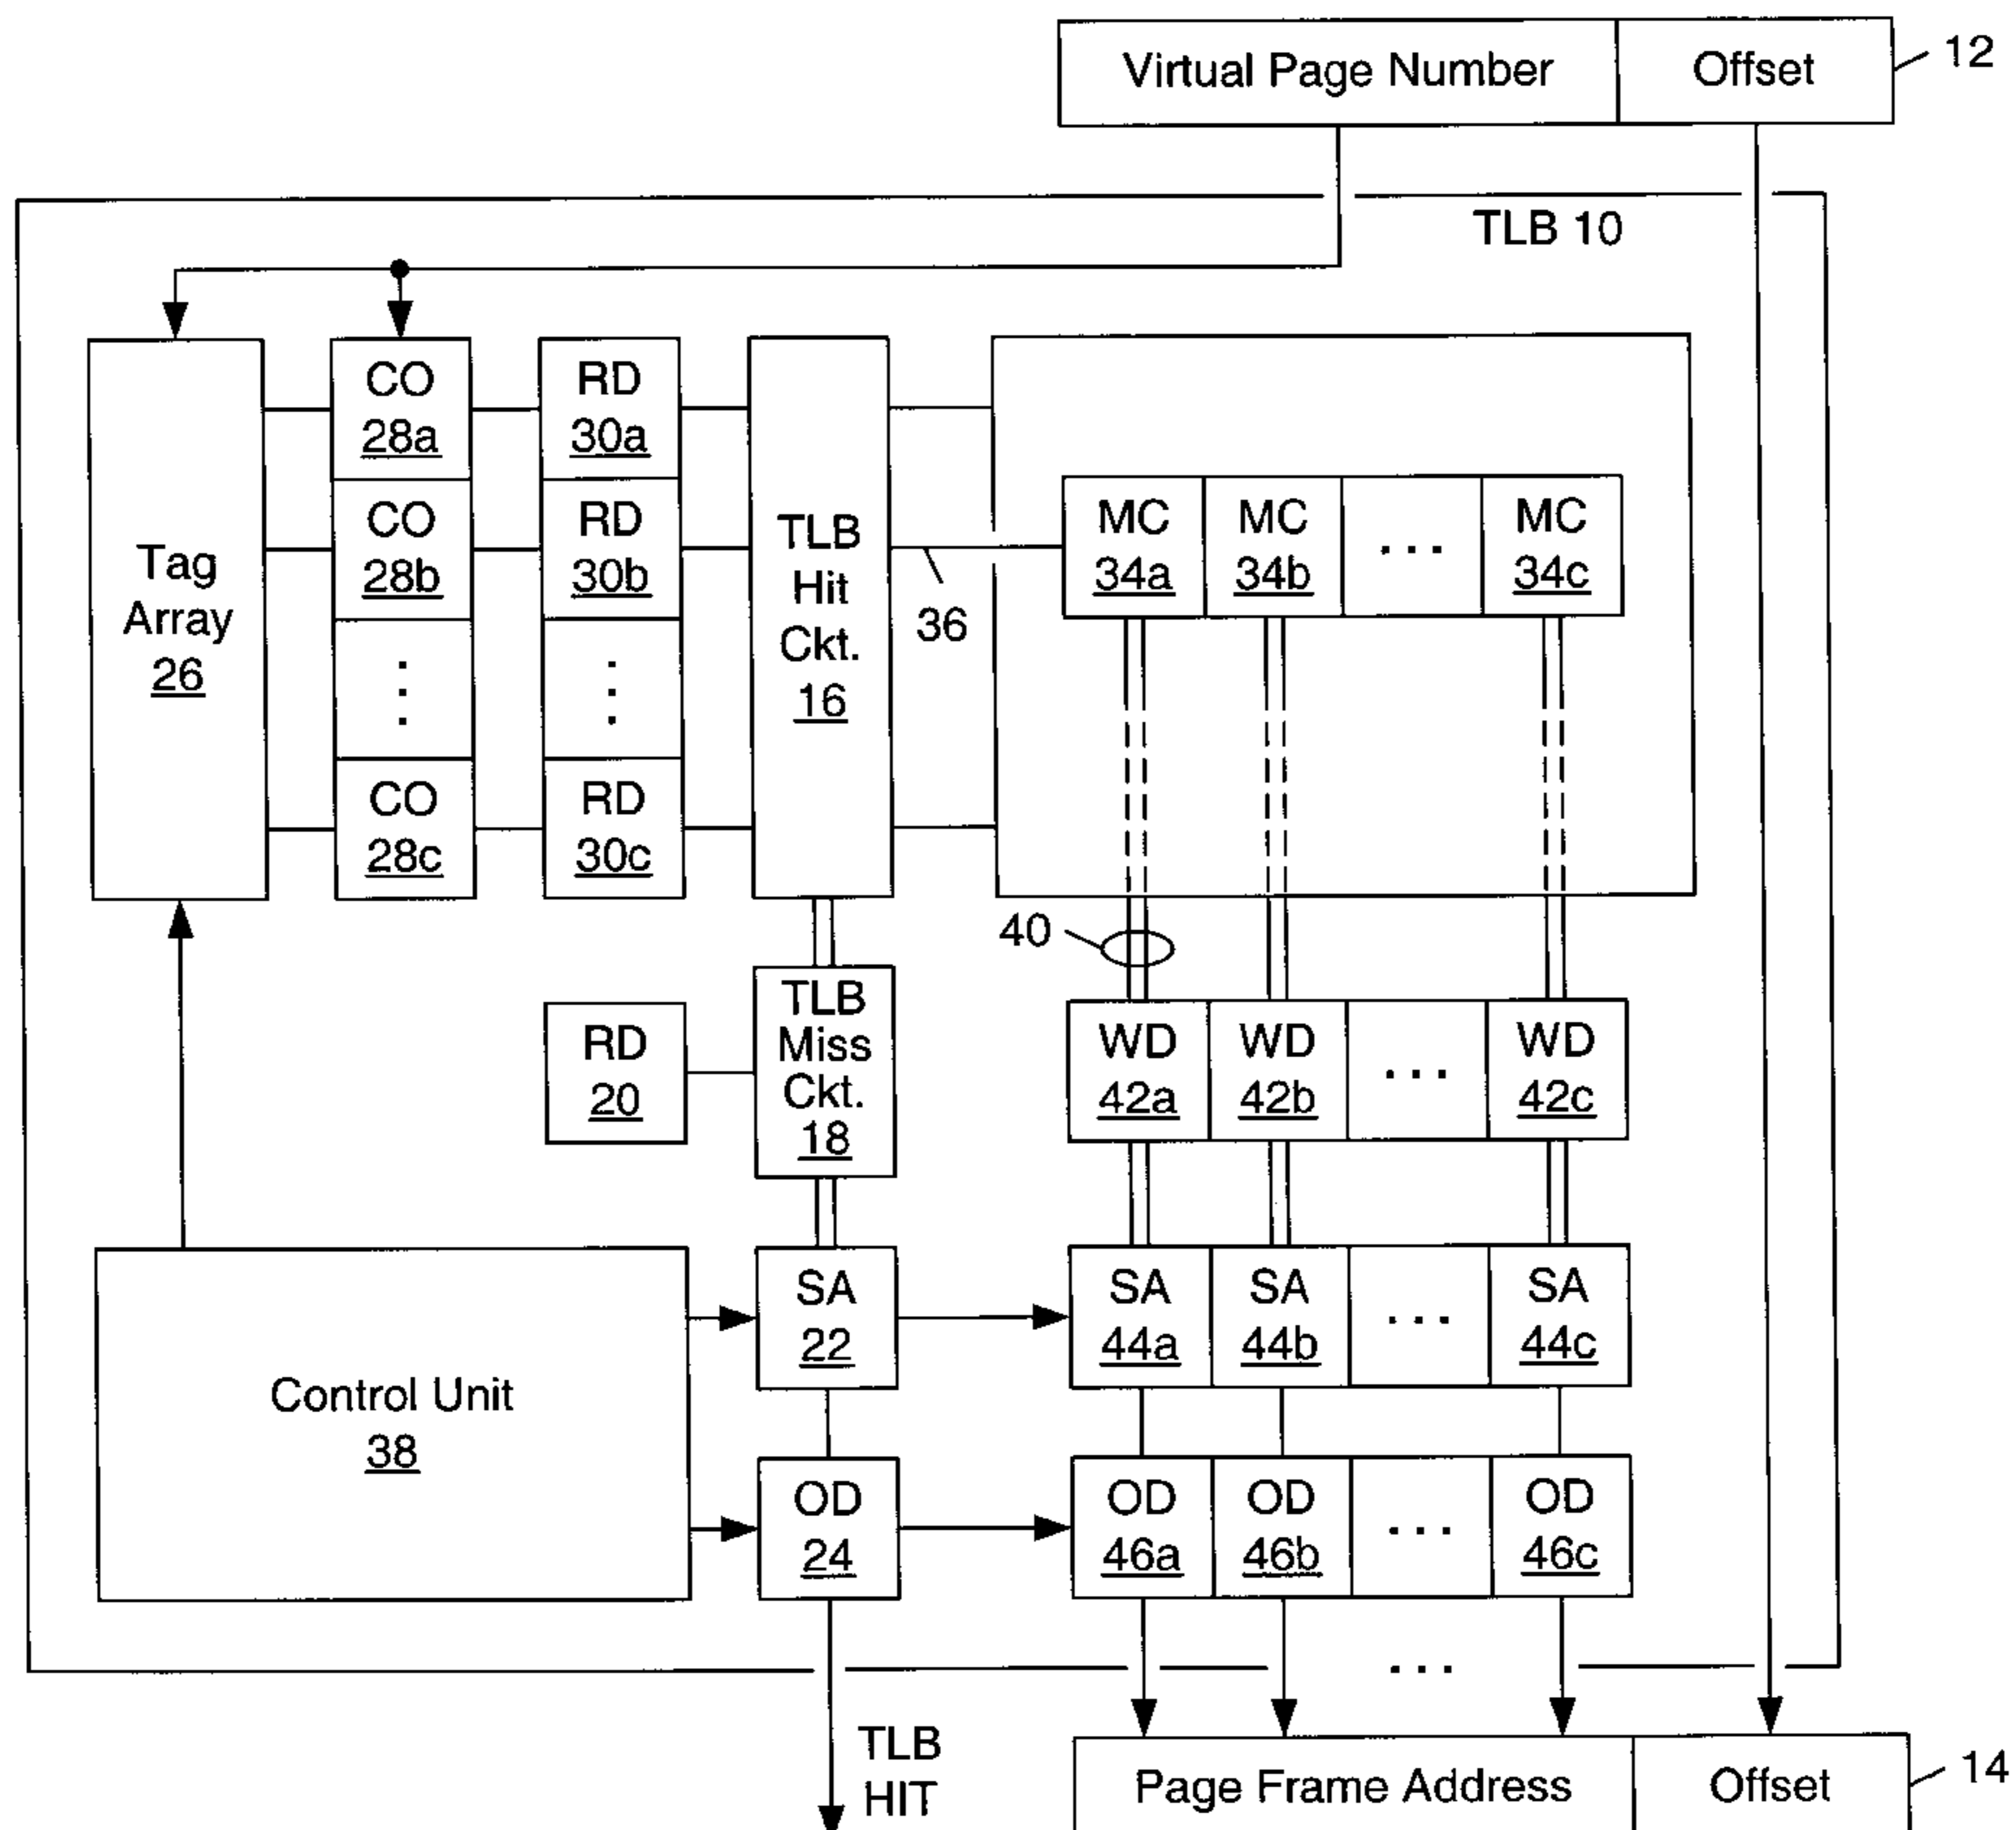 Virtual Page Number Offset 12
TLB 10
CO 28a
RD 30a
CO 28b
RD 30b
MC 34a
MC 34b
...
MC 34c
Tag Array 26
TLB Hit Ckt. 16
36
CO 28c
RD 30c
40
RD 20
TLB Miss Ckt. 18
WD 42a
WD 42b
...
WD 42c
Control Unit 38
SA 22
SA 44a
SA 44b
...
SA 44c
OD 24
OD 46a
OD 46b
...
OD 46c
...
TLB HIT
Page Frame Address Offset 14